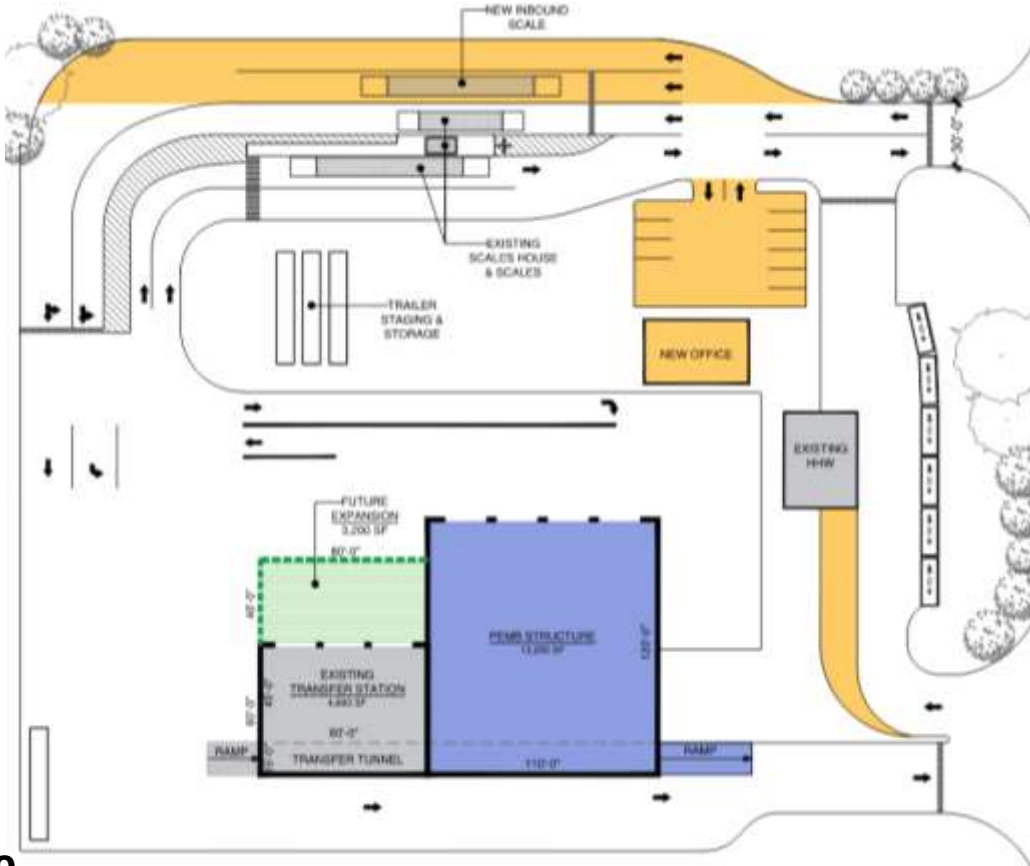 NEW INBOUND
SCALE
30'-0"
EXISTING
SCALES HOUSE
& SCALES
TRAILER
STAGING &
STORAGE
NEW OFFICE
EXISTING
HHW
FUTURE
EXPANSION
3,200 SF
80'-0"
40'-0"
PEMB STRUCTURE
13,200 SF
120'-0"
EXISTING
TRANSFER STATION
4,880 SF
60'-0"
80'-0"
RAMP
TRANSFER TUNNEL
110'-0"
RAMP